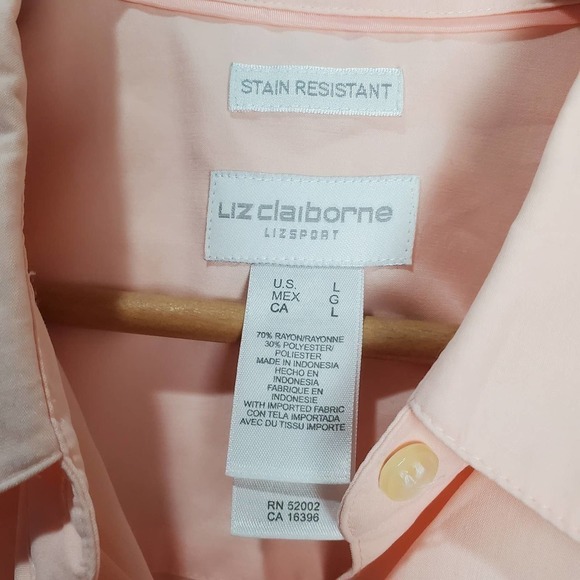 STAIN RESISTANT
Liz claiborne
LIZSPORT
U.S. L
MEX G
CA L
70% RAYON/RAYONNE
30% POLYESTER/
POLIESTER
MADE IN INDONESIA
HECHO EN
INDONESIA
FABRIQUE EN
INDONESIE
WITH IMPORTED FABRIC
CON TELA IMPORTADA
AVEC DU TISSU IMPORTE
RN 52002
CA 16396